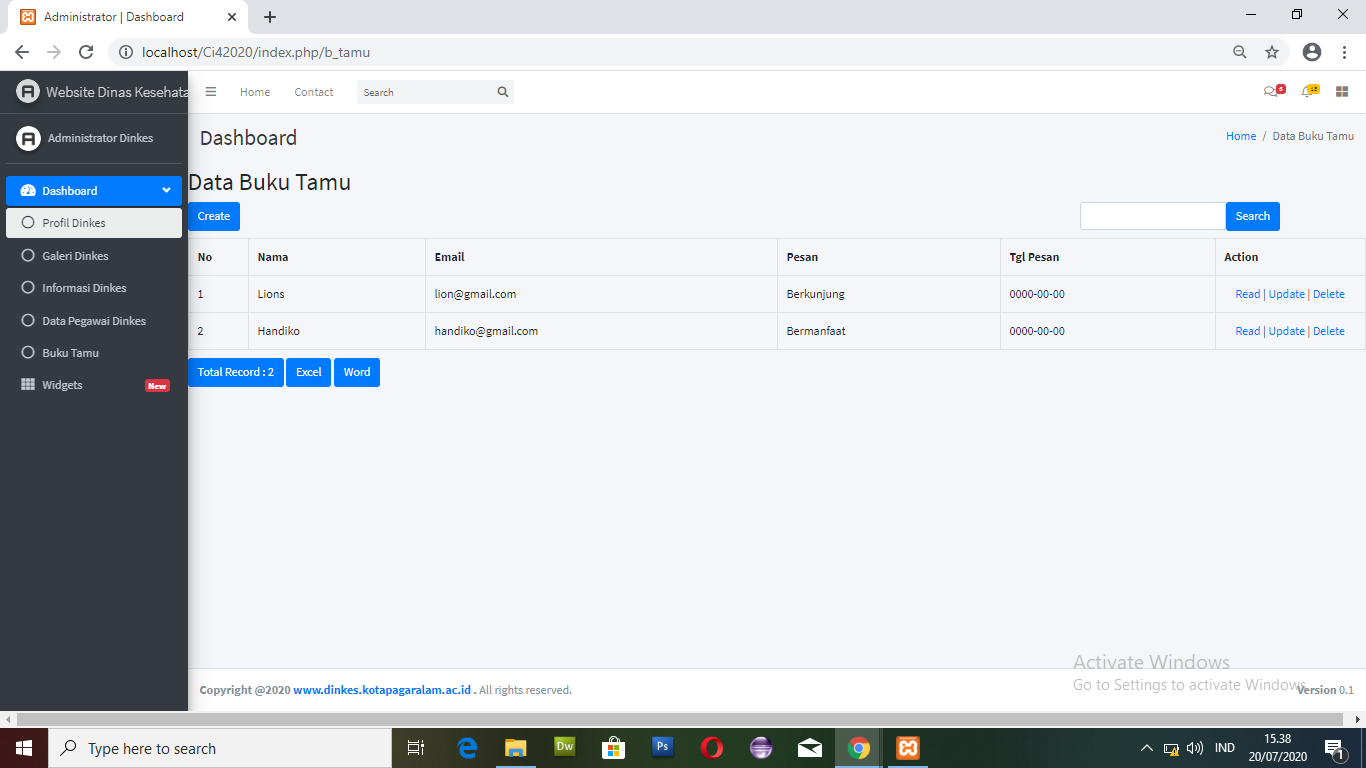 Administrator | Dashboard
localhost/Ci42020/index.php/b_tamu
Website Dinas Kesehata
Home Contact Search
6
15
Administrator Dinkes
Dashboard
Home / Data Buku Tamu
Dashboard
Profil Dinkes
Galeri Dinkes
Informasi Dinkes
Data Pegawai Dinkes
Buku Tamu
Widgets New
Data Buku Tamu
Create
Search
No Nama Email Pesan Tgl Pesan Action
1 Lions lion@gmail.com Berkunjung 0000-00-00 Read | Update | Delete
2 Handiko handiko@gmail.com Bermanfaat 0000-00-00 Read | Update | Delete
Total Record : 2 Excel Word
Activate Windows
Go to Settings to activate Windows.
Copyright @2020 www.dinkes.kotapagaralam.ac.id . All rights reserved.
Version 0.1
Type here to search
Dw
Ps
IND
15.38
20/07/2020
1